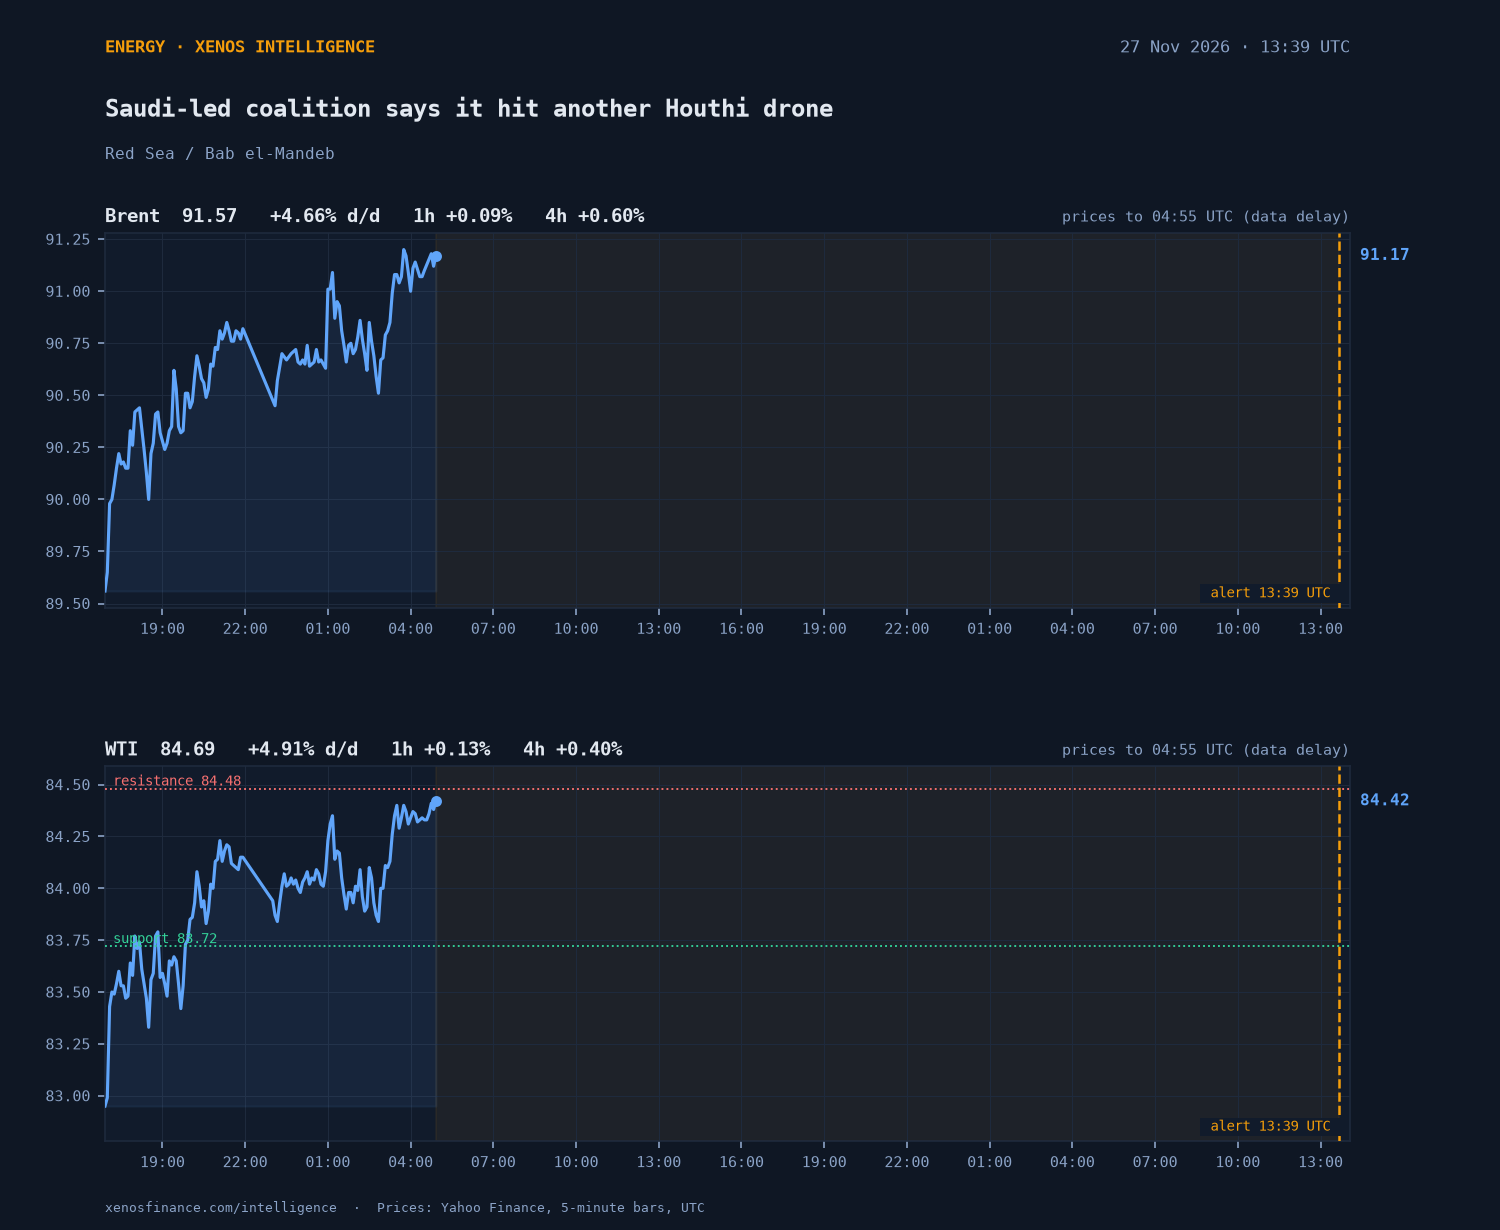 ENERGY · XENOS INTELLIGENCE
27 Nov 2026 · 13:39 UTC
Saudi-led coalition says it hit another Houthi drone
Red Sea / Bab el-Mandeb
Brent 91.57 +4.66% d/d 1h +0.09% 4h +0.60%
prices to 04:55 UTC (data delay)
91.25
91.17
91.00
90.75
90.50
90.25
90.00
89.75
89.50
alert 13:39 UTC
19:00 22:00 01:00 04:00 07:00 10:00 13:00 16:00 19:00 22:00 01:00 04:00 07:00 10:00 13:00
WTI 84.69 +4.91% d/d 1h +0.13% 4h +0.40%
prices to 04:55 UTC (data delay)
resistance 84.48
84.50
84.42
84.25
84.00
83.75
support 83.72
83.50
83.25
83.00
alert 13:39 UTC
19:00 22:00 01:00 04:00 07:00 10:00 13:00 16:00 19:00 22:00 01:00 04:00 07:00 10:00 13:00
xenosfinance.com/intelligence · Prices: Yahoo Finance, 5-minute bars, UTC